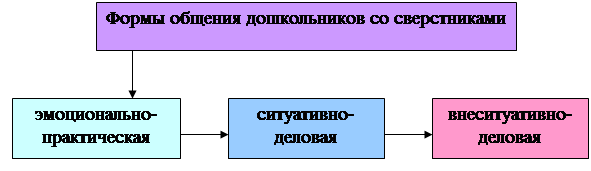 Формы общения дошкольников со сверстниками
эмоционально-
практическая
ситуативно-
деловая
внеситуативно-
деловая